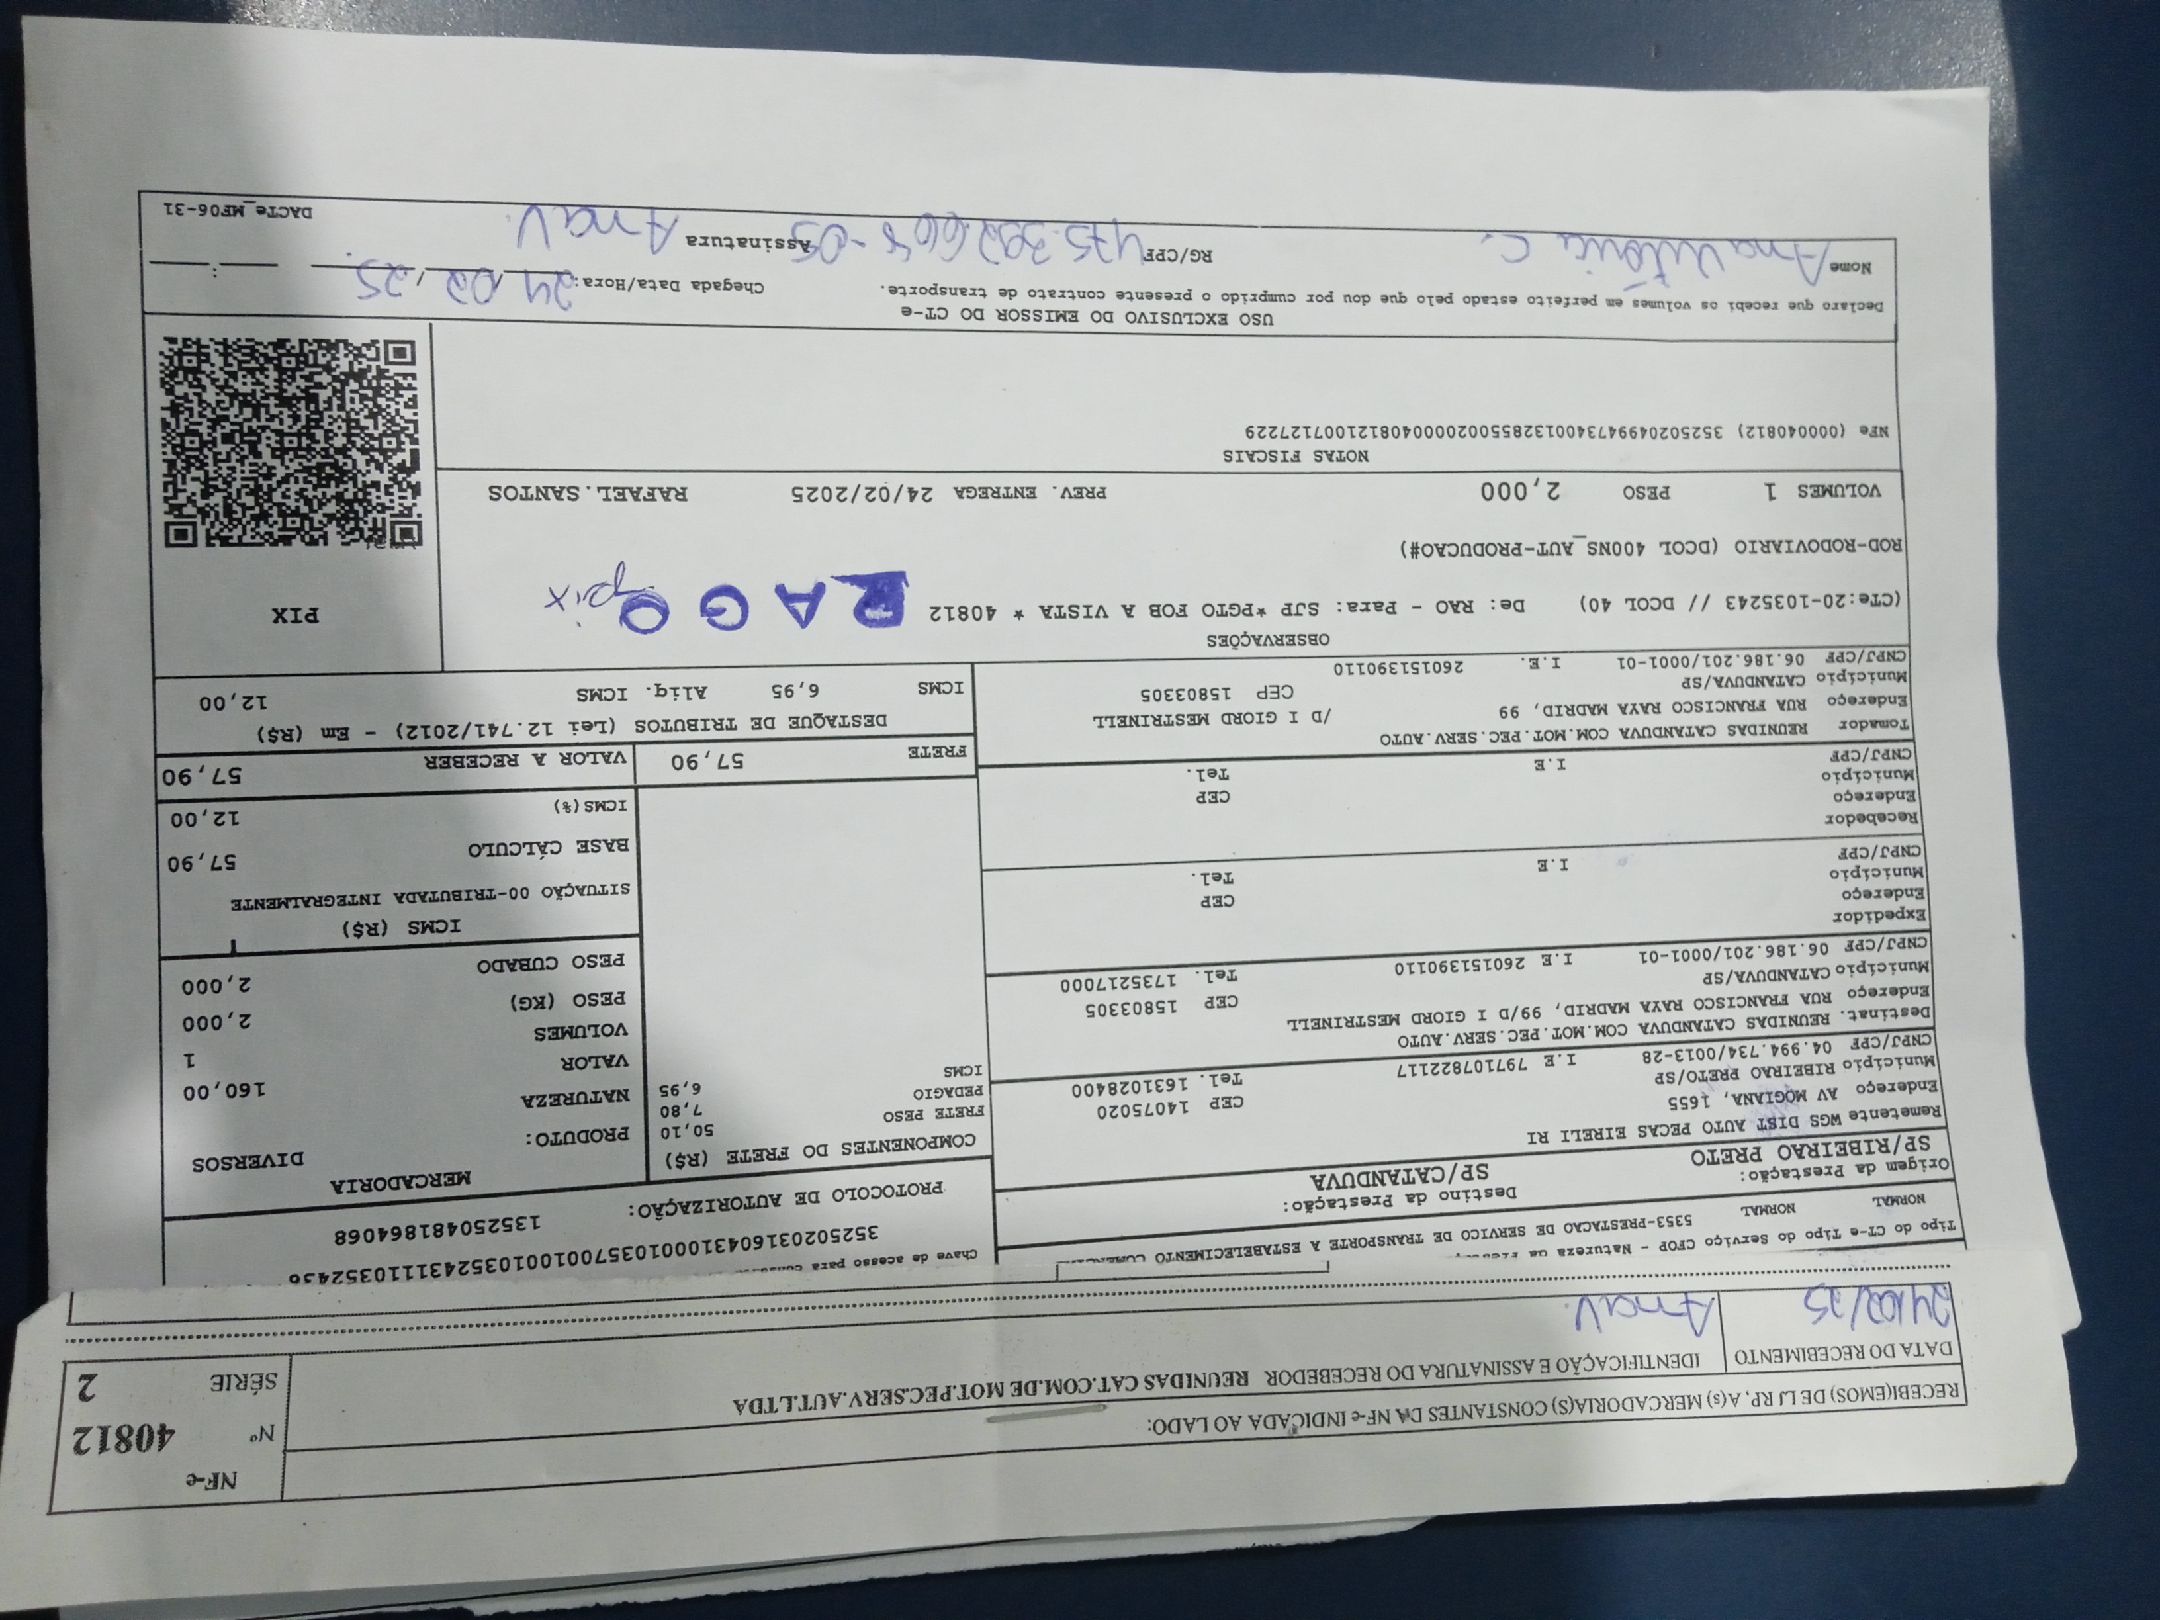 NF-e
Nº 40812
SÉRIE 2
RECEBI(EMOS) DE LJ RP, A(s) MERCADORIA(S) CONSTANTES DA NF-e INDICADA AO LADO:
DATA DO RECEBIMENTO
24/02/25
IDENTIFICAÇÃO E ASSINATURA DO RECEBEDOR REUNIDAS CAT.COM.DE MOT.PEC.SERV.AUT.LTDA
Ana V.
Tipo do CT-e Tipo do Serviço CFOP - Natureza da
NORMAL NORMAL 5353-PRESTACAO DE SERVICO DE TRANSPORTE A ESTABELECIMENTO
Origem da Prestação:
SP/RIBEIRAO PRETO
Destino da Prestação:
SP/CATANDUVA
Chave de acesso para
PROTOCOLO DE AUTORIZAÇÃO: 135250481864068
Remetente WGS DIST AUTO PECAS EIRELI RI
Endereço AV MOGIANA, 1655 CEP 14075020
Município RIBEIRAO PRETO/SP Tel. 1631028400
CNPJ/CPF 04.994.734/0013-28 I.E 797107822117
Destinat. REUNIDAS CATANDUVA COM.MOT.PEC.SERV.AUTO
Endereço RUA FRANCISCO RAYA MADRID, 99/D I GIORD MESTRINELL
Município CATANDUVA/SP CEP 15803305
CNPJ/CPF 06.186.201/0001-01 I.E 260151390110 Tel. 1735217000
Expedidor
Endereço CEP
Município Tel.
CNPJ/CPF I.E
Recebedor
Endereço CEP
Município Tel.
CNPJ/CPF I.E
Tomador REUNIDAS CATANDUVA COM.MOT.PEC.SERV.AUTO
Endereço RUA FRANCISCO RAYA MADRID, 99 /D I GIORD MESTRINELL
Município CATANDUVA/SP CEP 15803305
CNPJ/CPF 06.186.201/0001-01 I.E. 260151390110
COMPONENTES DO FRETE (R$)
FRETE PESO 50,10
PEDAGIO 7,80
ICMS 6,95
FRETE 57,90
MERCADORIA
PRODUTO: DIVERSOS
NATUREZA
VALOR 160,00
VOLUMES 1
PESO (KG) 2,000
PESO CUBADO 2,000
ICMS (R$)
SITUAÇÃO 00-TRIBUTADA INTEGRALMENTE
BASE CÁLCULO 57,90
ICMS(%) 12,00
VALOR A RECEBER 57,90
DESTAQUE DE TRIBUTOS (Lei 12.741/2012) - Em (R$)
ICMS 6,95 Aliq. ICMS 12,00
OBSERVAÇÕES
(CTe:20-1035243 // DCOL 40) De: RAO - Para: SJP *PGTO FOB A VISTA * 40812
PAGO
pix
ROD-RODOVIARIO (DCOL 400NS_AUT-PRODUCAO#)
VOLUMES 1 PESO 2,000 PREV. ENTREGA 24/02/2025 RAFAEL.SANTOS
PIX
NOTAS FISCAIS
NFe (00040812) 35250204994734001328550020000408121007127229
USO EXCLUSIVO DO EMISSOR DO CT-e
Declaro que recebi os volumes em perfeito estado pelo que dou por cumprido o presente contrato de transporte.
Chegada Data/Hora: 24/02/25. :
Nome Ana Vitória C.
RG/CPF
Assinatura Ana V.
DACTe_MF06-31